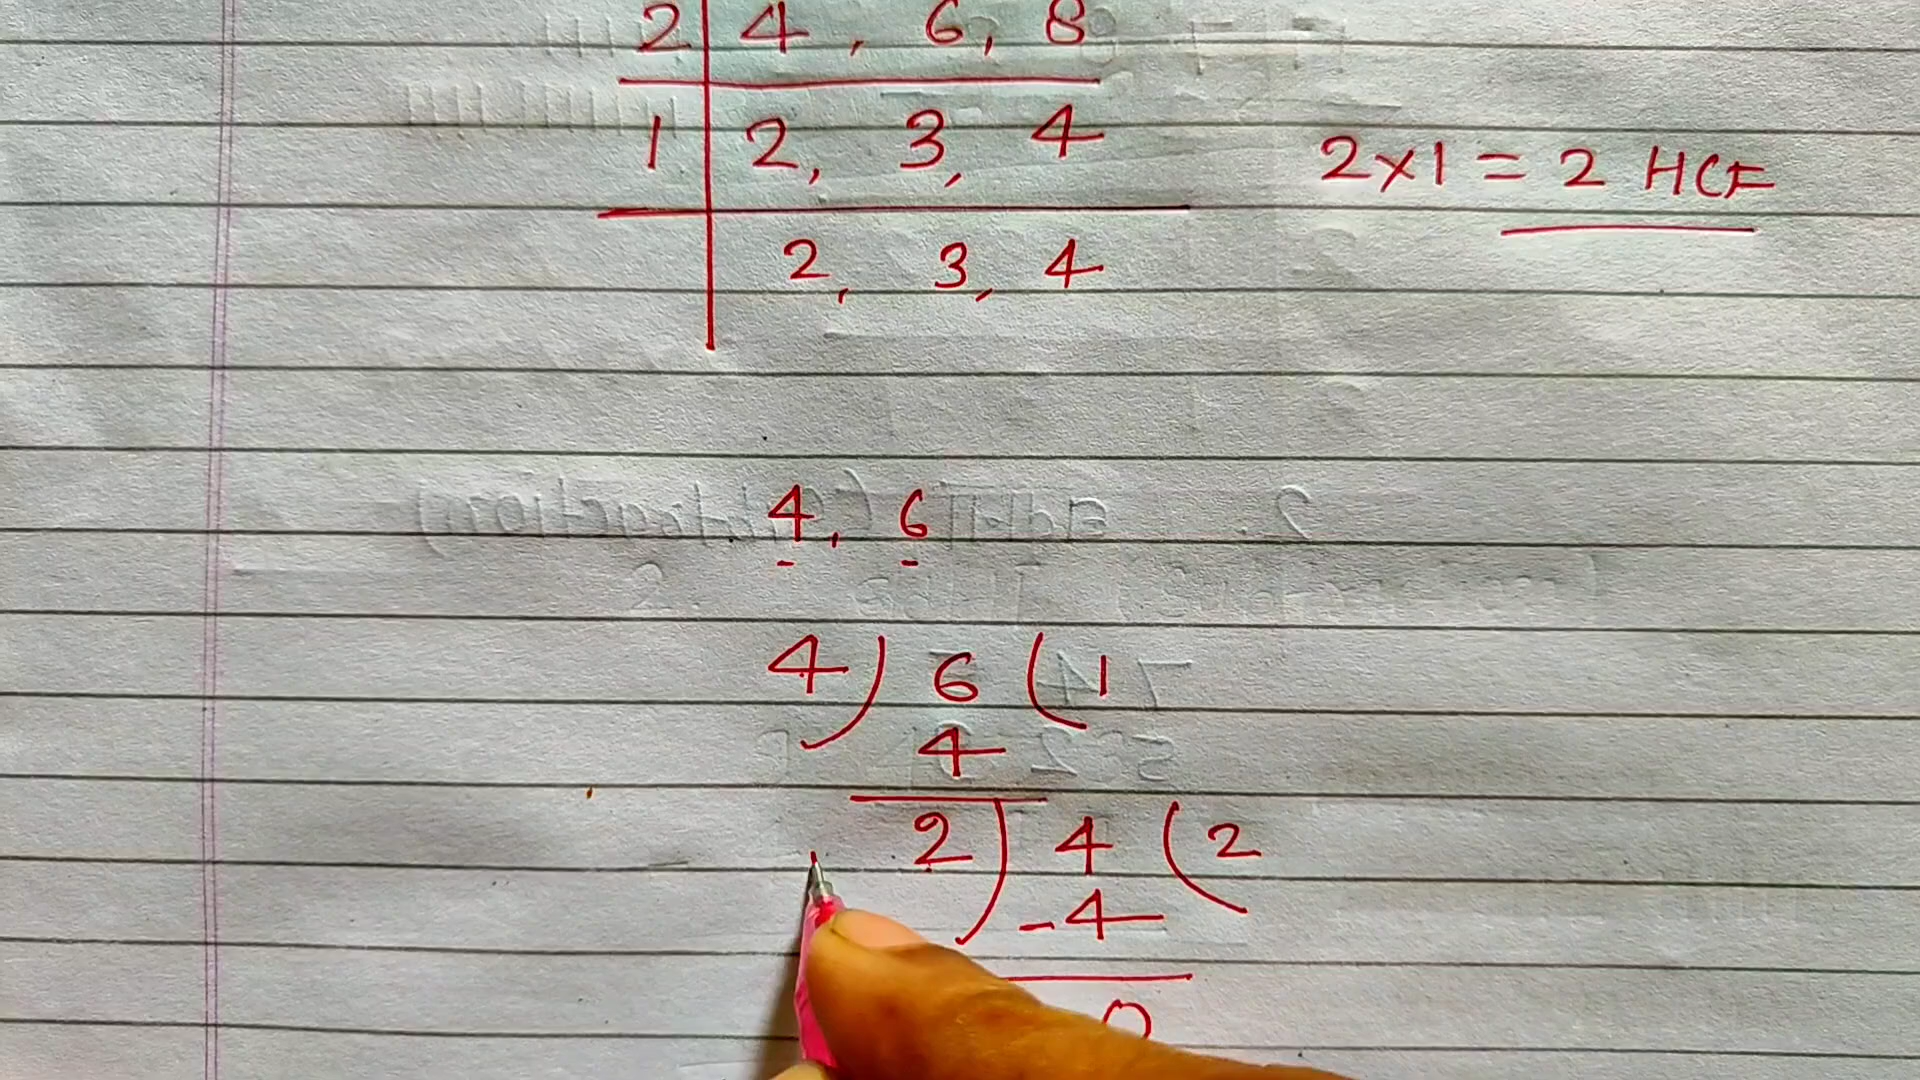 2 | 4, 6, 8
1 | 2, 3, 4
2×1 = 2 HCF
2, 3, 4
4, 6
4) 6 (1
4
2) 4 (2
-4
0